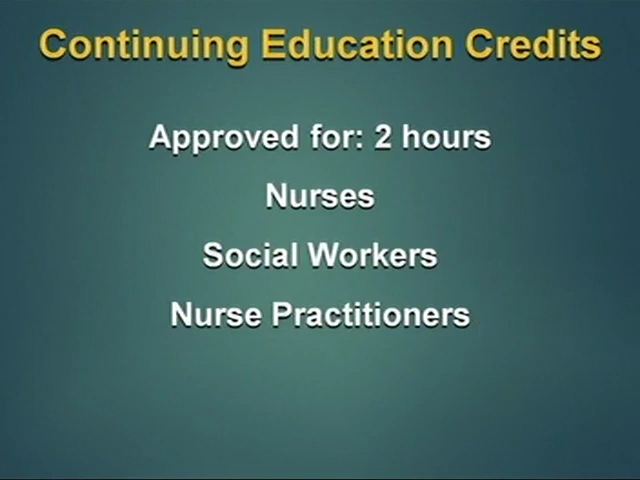 Continuing Education Credits
Approved for: 2 hours
Nurses
Social Workers
Nurse Practitioners